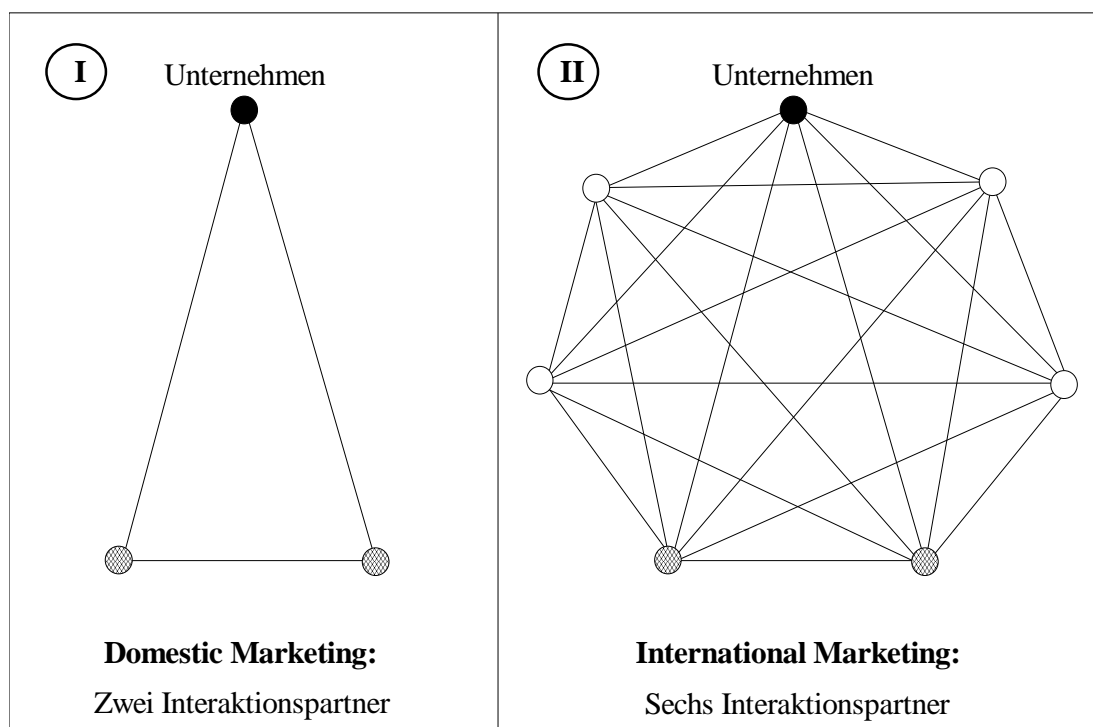 I
Unternehmen
Domestic Marketing:
Zwei Interaktionspartner
II
Unternehmen
International Marketing:
Sechs Interaktionspartner